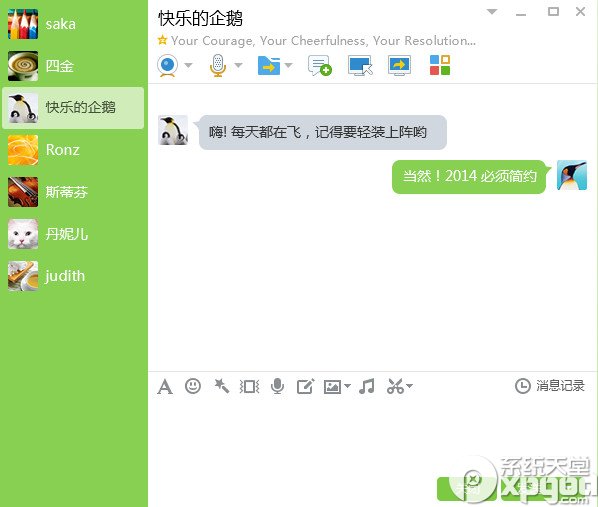 saka
四金
快乐的企鹅
Ronz
斯蒂芬
丹妮儿
judith
快乐的企鹅
Your Courage, Your Cheerfulness, Your Resolution...
嗨! 每天都在飞，记得要轻装上阵哟
当然！2014 必须简约
消息记录
系统天堂